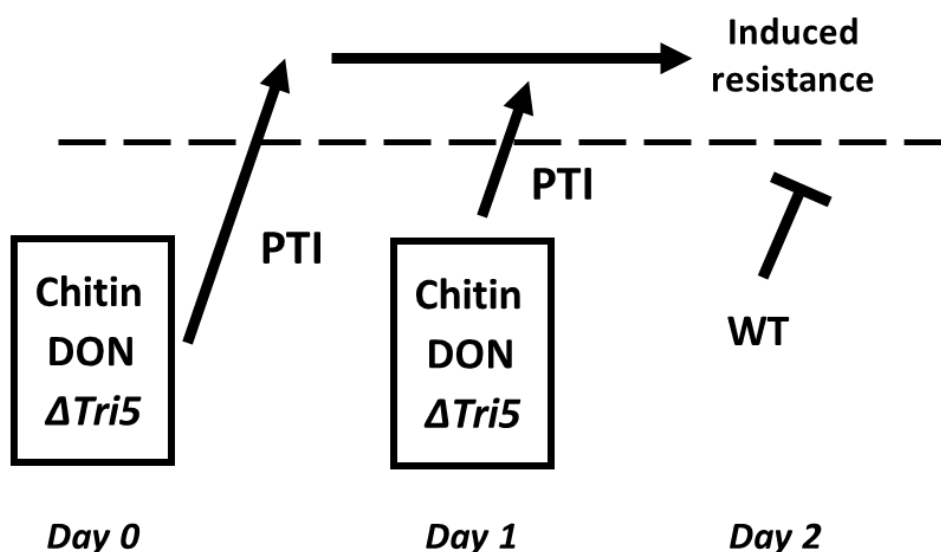 Induced
resistance
PTI
PTI
Chitin
DON
ΔTri5
Chitin
DON
ΔTri5
WT
Day 0
Day 1
Day 2